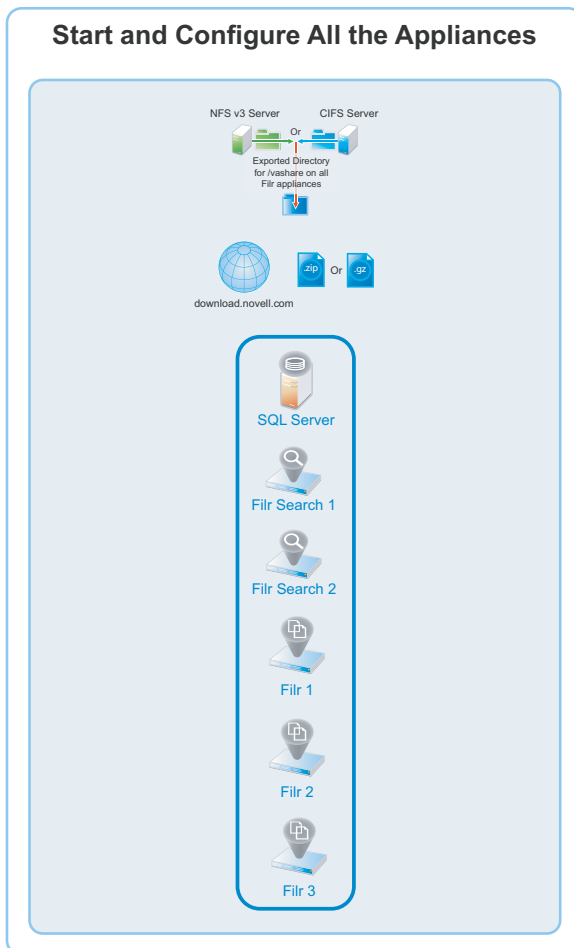 Start and Configure All the Appliances
NFS v3 Server
CIFS Server
Or
Exported Directory
for /vashare on all
Filr appliances
.zip
Or
.gz
download.novell.com
SQL Server
Filr Search 1
Filr Search 2
Filr 1
Filr 2
Filr 3